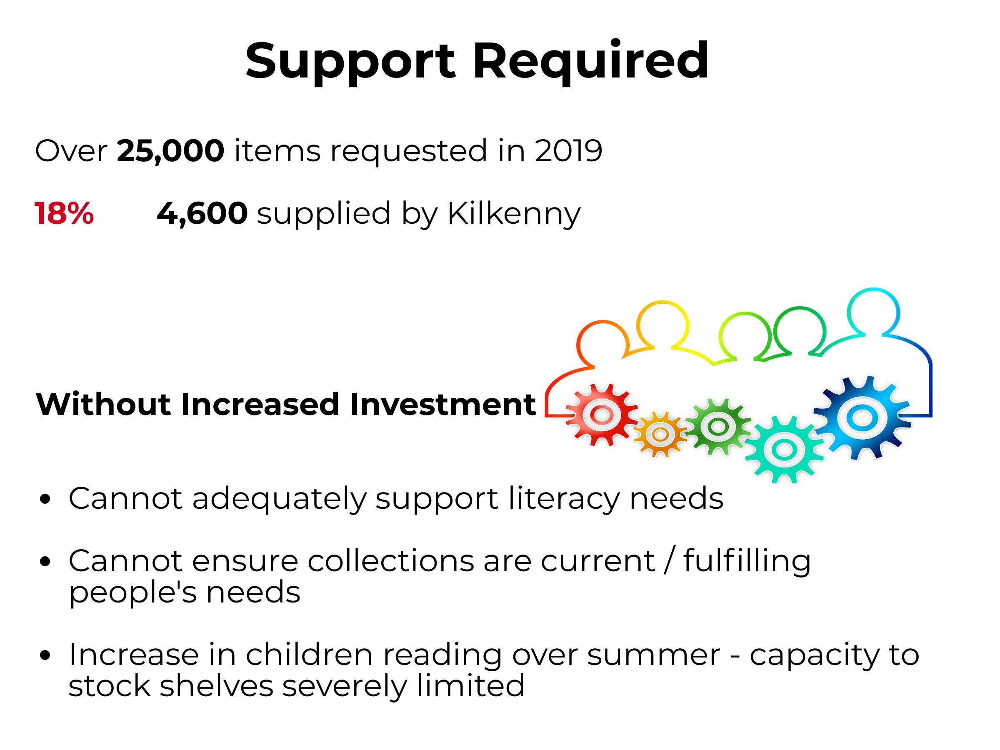 Support Required
Over 25,000 items requested in 2019
18% 4,600 supplied by Kilkenny
Without Increased Investment
• Cannot adequately support literacy needs
• Cannot ensure collections are current / fulfilling
people's needs
• Increase in children reading over summer - capacity to
stock shelves severely limited